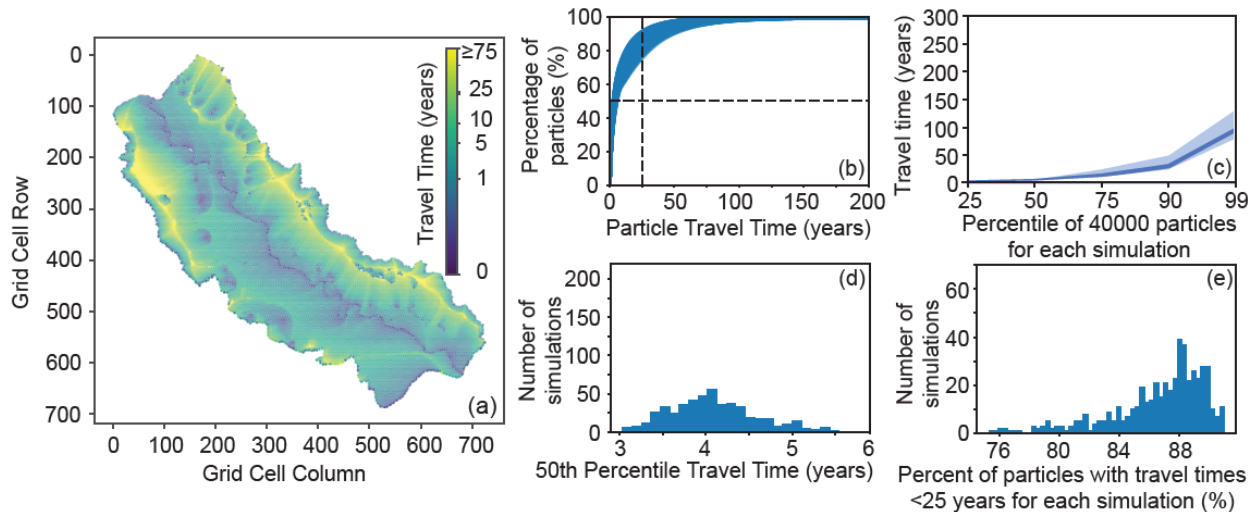 0
100
200
300
400
500
600
700
Grid Cell Row
0 100 200 300 400 500 600 700
Grid Cell Column
Travel Time (years)
≥75
25
10
5
1
0
(a)
100
80
60
40
20
0
Percentage of
particles (%)
0 50 100 150 200
Particle Travel Time (years)
(b)
300
250
200
150
100
50
0
Travel time (years)
25 50 75 90 99
Percentile of 40000 particles
for each simulation
(c)
200
150
100
50
0
Number of
simulations
3 4 5 6
50th Percentile Travel Time (years)
(d)
60
40
20
0
Number of
simulations
76 80 84 88
Percent of particles with travel times
<25 years for each simulation (%)
(e)